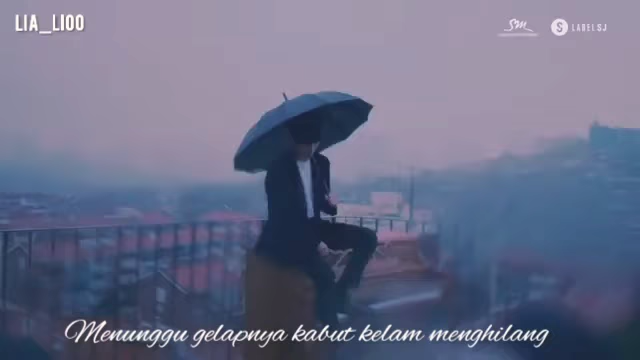 LIA_LIOO
SM
S LABEL SJ
Menunggu gelapnya kabut kelam menghilang